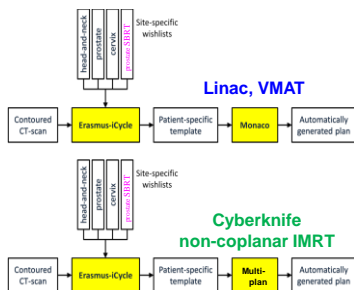 Site-specific
wishlists
head-and-neck
prostate
cervix
prostate SBRT
Linac, VMAT
Contoured
CT-scan
Erasmus-iCycle
Patient-specific
template
Monaco
Automatically
generated plan
Site-specific
wishlists
head-and-neck
prostate
cervix
prostate SBRT
Cyberknife
non-coplanar IMRT
Contoured
CT-scan
Erasmus-iCycle
Patient-specific
template
Multi-
plan
Automatically
generated plan